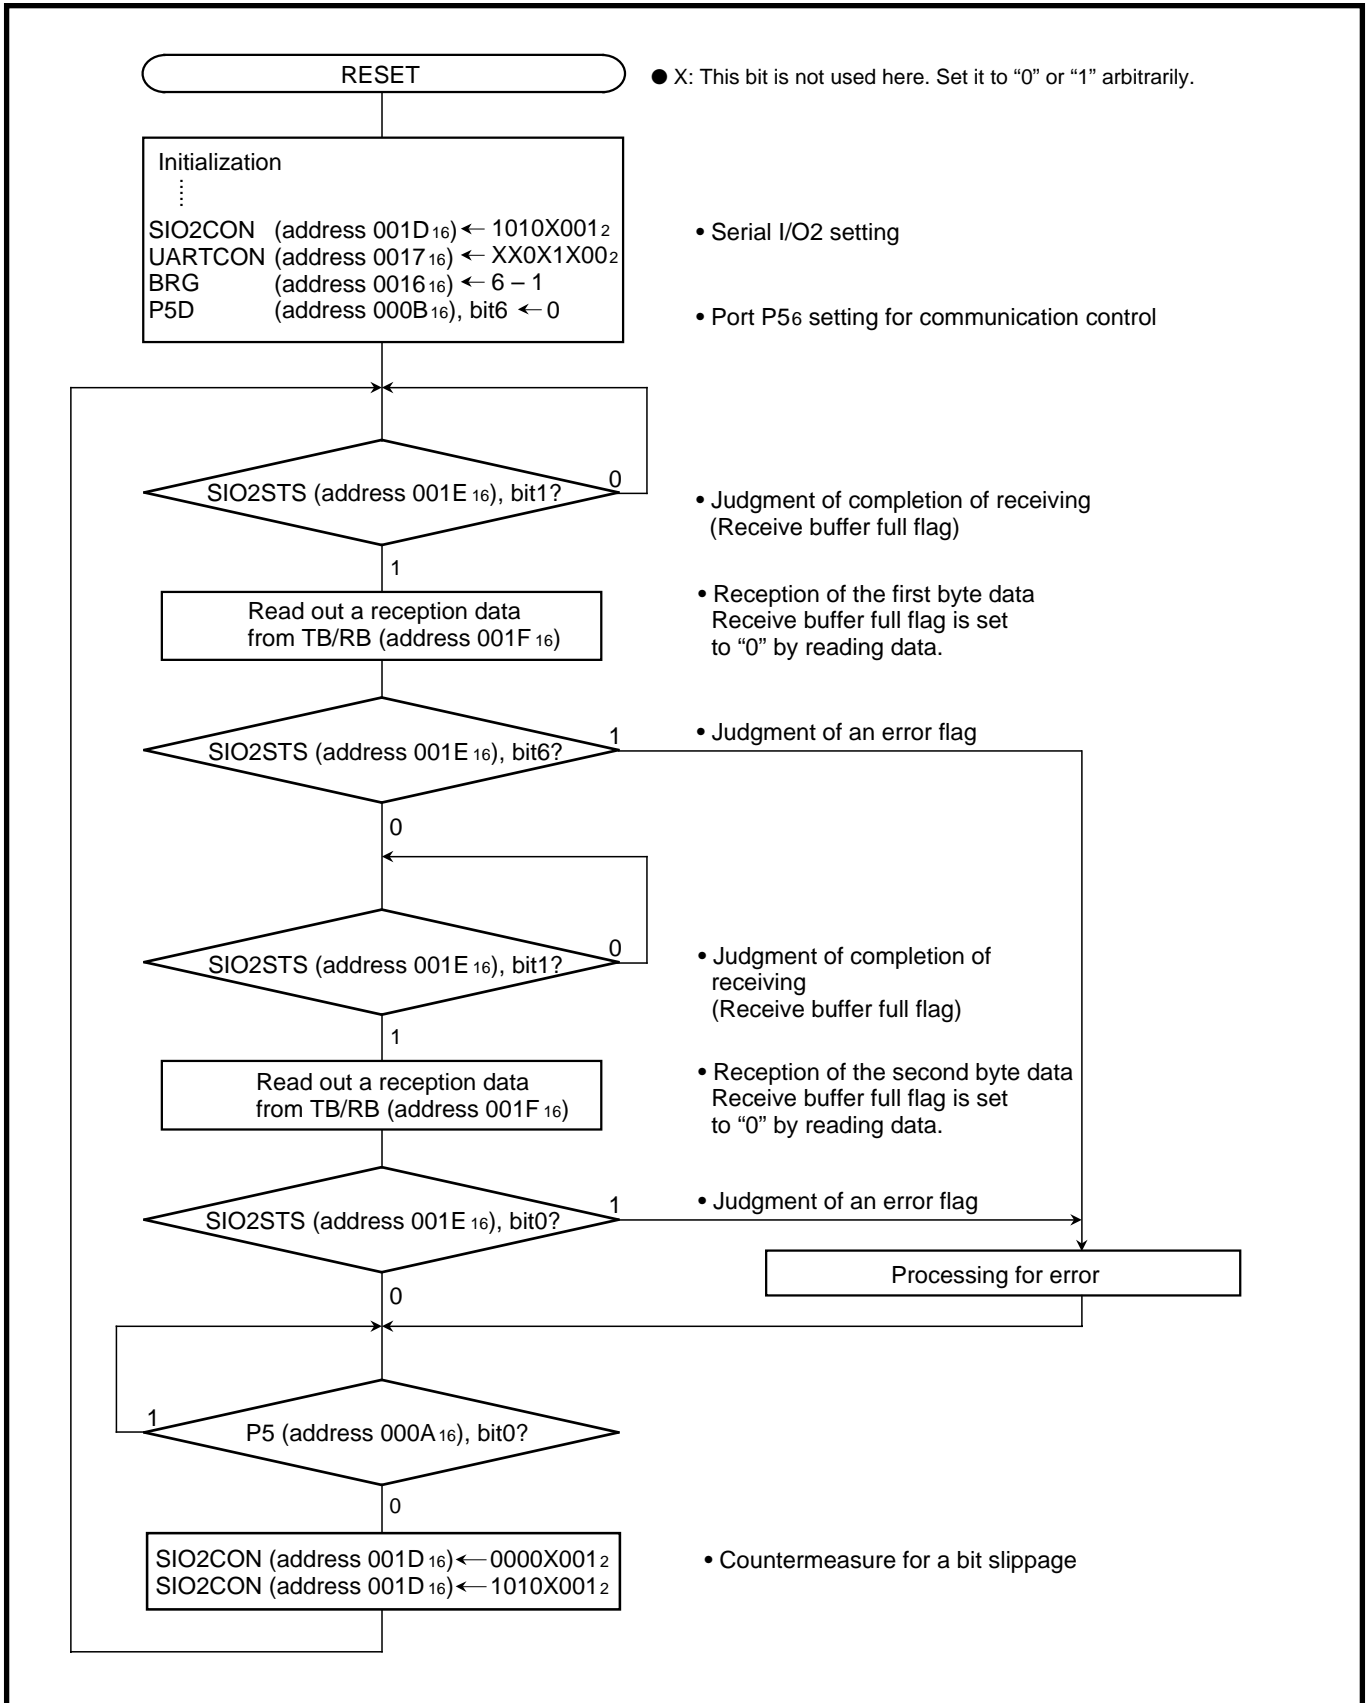 RESET
● X: This bit is not used here. Set it to “0” or “1” arbitrarily.
Initialization
SIO2CON (address 001D16) ← 1010X0012
• Serial I/O2 setting
UARTCON (address 001716) ← XX0X1X002
BRG (address 001616) ← 6 – 1
P5D (address 000B16), bit6 ← 0
• Port P56 setting for communication control
SIO2STS (address 001E16), bit1?
0
• Judgment of completion of receiving
(Receive buffer full flag)
1
Read out a reception data
from TB/RB (address 001F16)
• Reception of the first byte data
Receive buffer full flag is set
to “0” by reading data.
SIO2STS (address 001E16), bit6?
1
• Judgment of an error flag
0
SIO2STS (address 001E16), bit1?
0
• Judgment of completion of
receiving
(Receive buffer full flag)
1
Read out a reception data
from TB/RB (address 001F16)
• Reception of the second byte data
Receive buffer full flag is set
to “0” by reading data.
SIO2STS (address 001E16), bit0?
1
• Judgment of an error flag
Processing for error
0
1
P5 (address 000A16), bit0?
0
SIO2CON (address 001D16) ← 0000X0012
SIO2CON (address 001D16) ← 1010X0012
• Countermeasure for a bit slippage